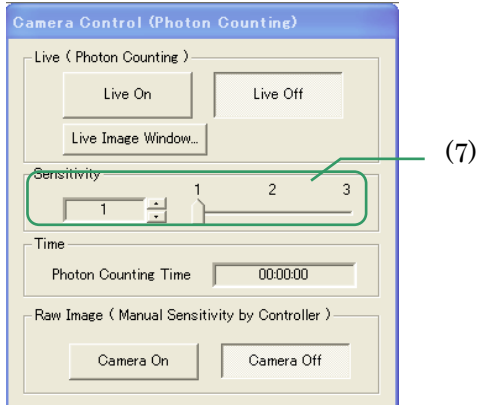 Camera Control (Photon Counting)
Live ( Photon Counting )
Live On Live Off
Live Image Window...
(7)
Sensitivity
1 2 3
1
Time
Photon Counting Time 00:00:00
Raw Image ( Manual Sensitivity by Controller )
Camera On Camera Off